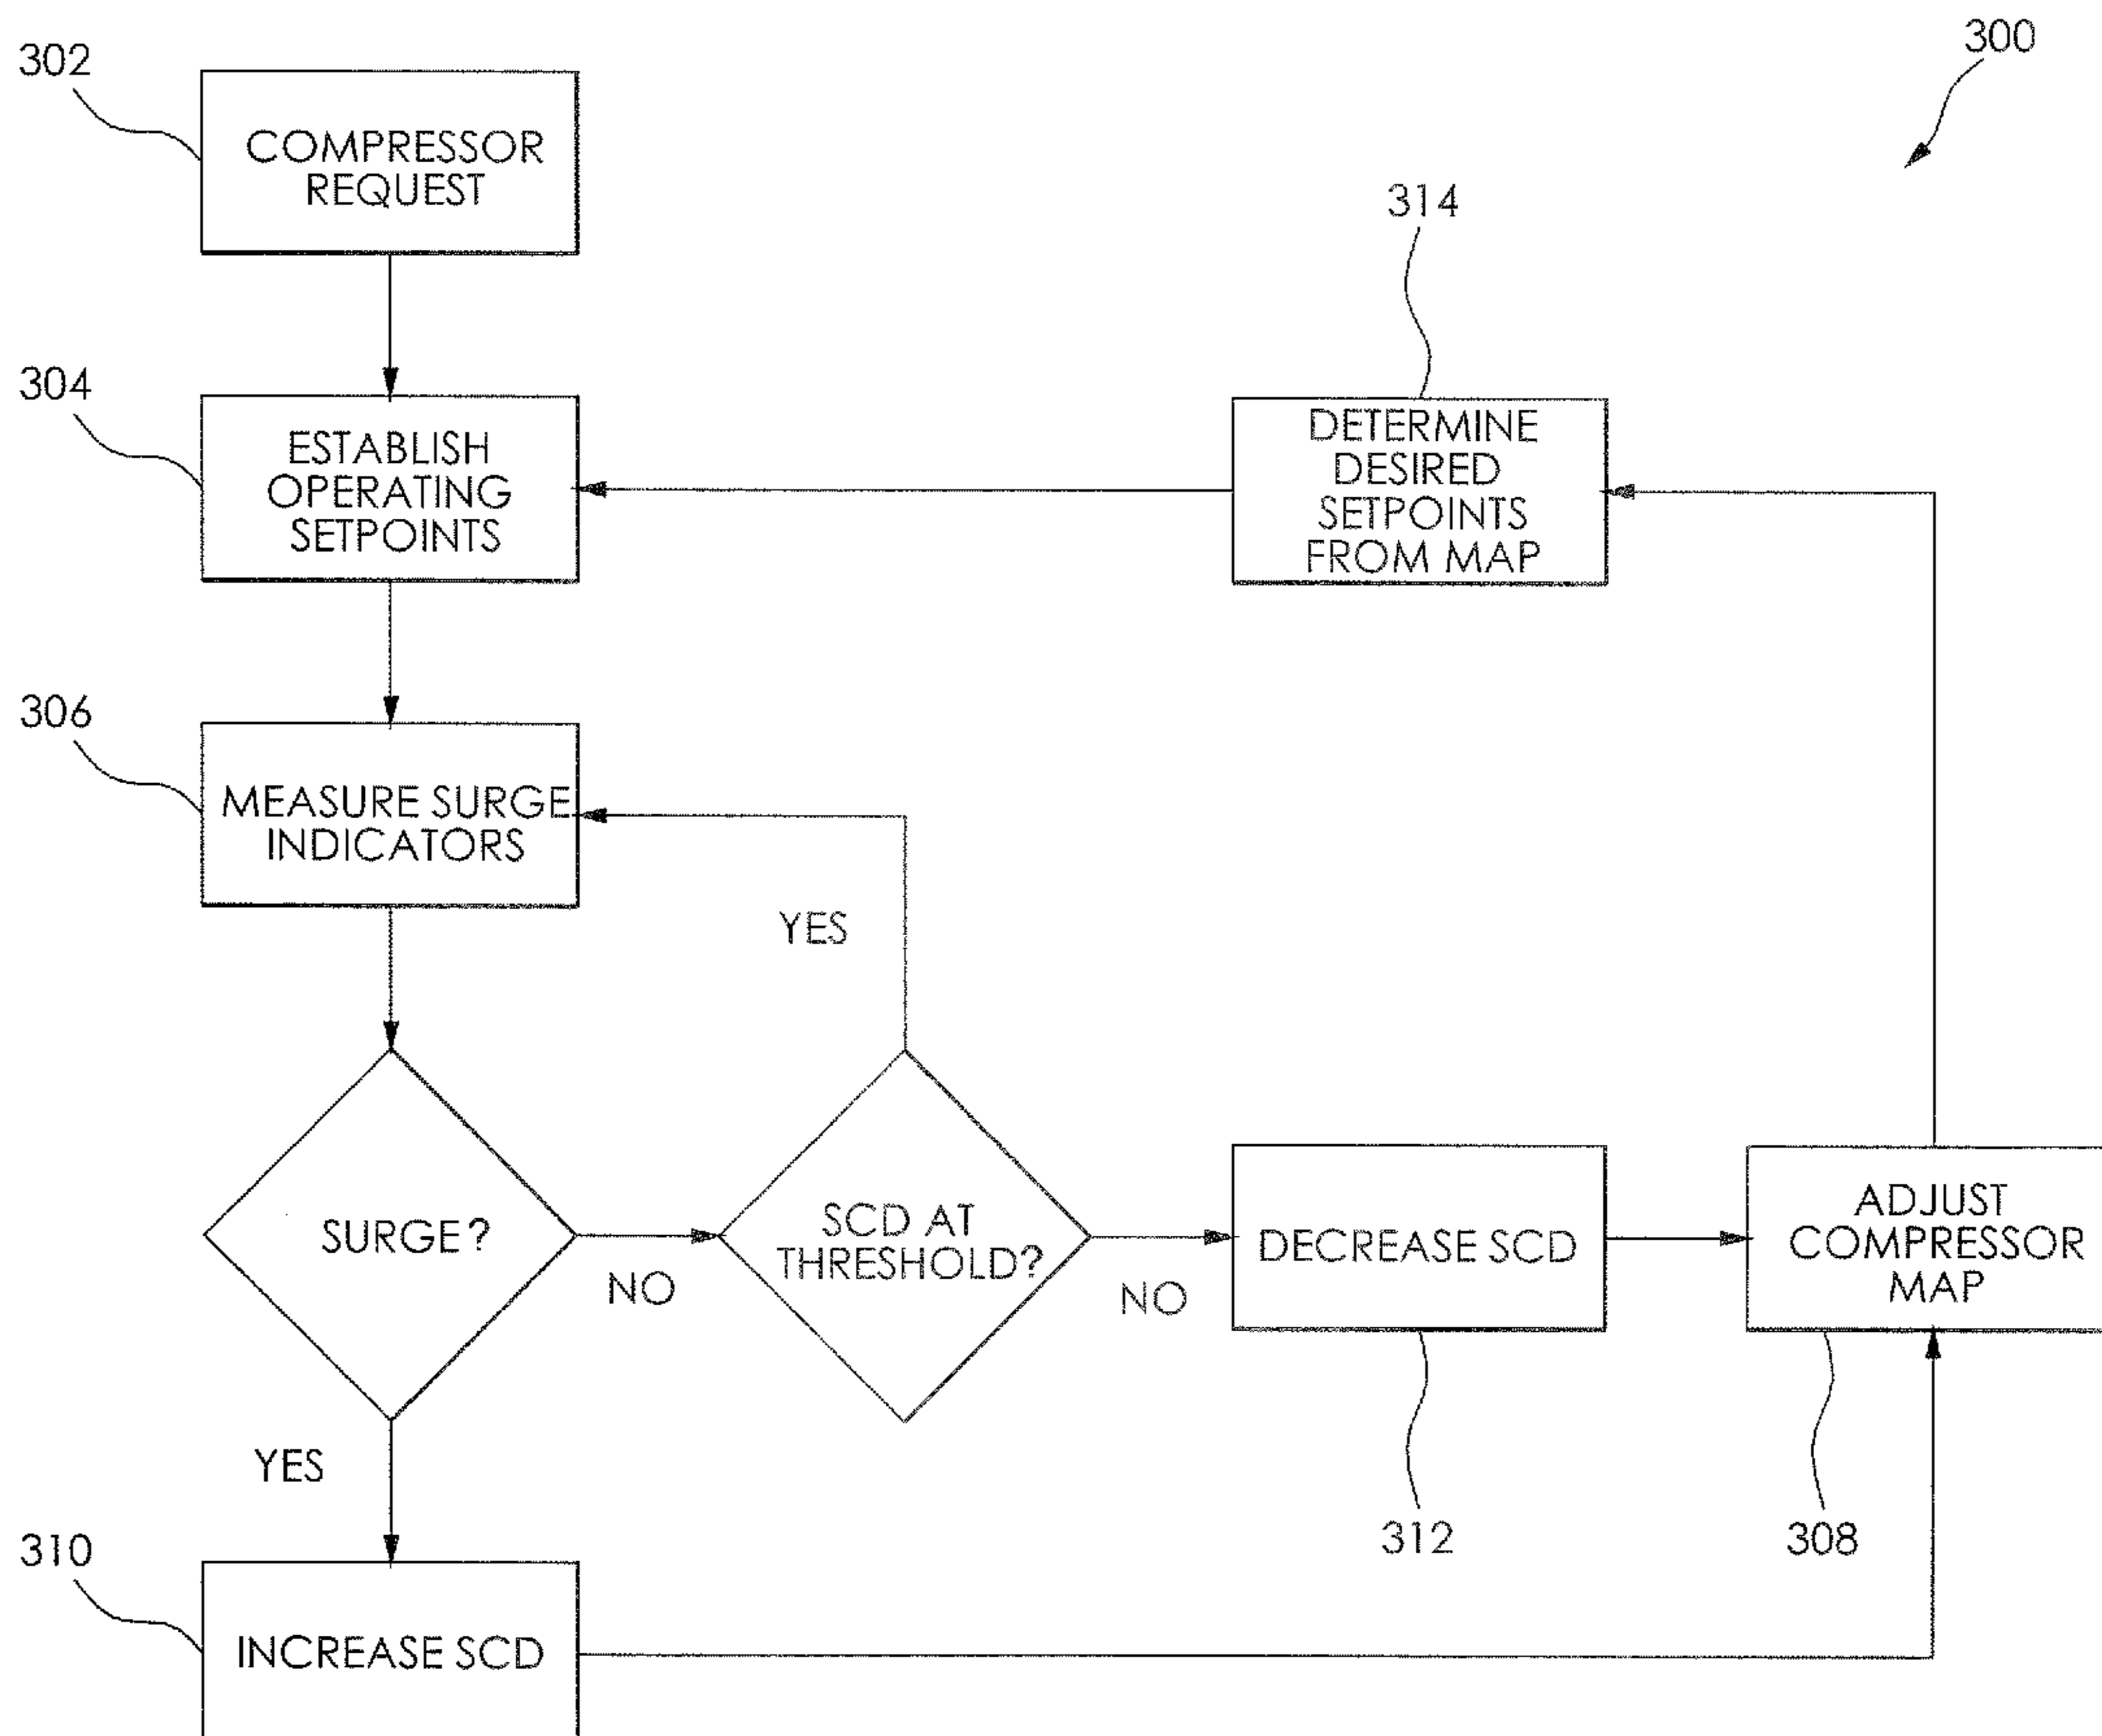 300
302
COMPRESSOR
REQUEST
314
304
ESTABLISH
OPERATING
SETPOINTS
DETERMINE
DESIRED
SETPOINTS
FROM MAP
306
MEASURE SURGE
INDICATORS
YES
SURGE?
NO
SCD AT
THRESHOLD?
NO
DECREASE SCD
ADJUST
COMPRESSOR
MAP
YES
312
308
310
INCREASE SCD